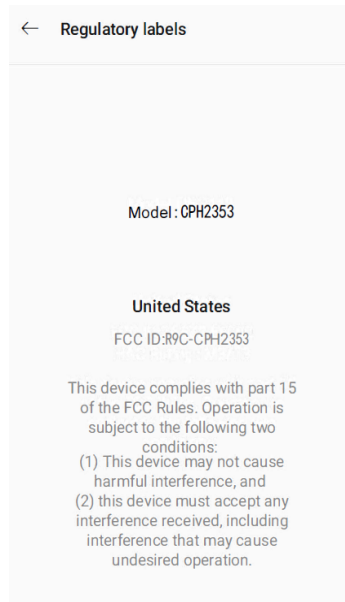 Regulatory labels
Model : CPH2353
United States
FCC ID:R9C-CPH2353
This device complies with part 15
of the FCC Rules. Operation is
subject to the following two
conditions:
(1) This device may not cause
harmful interference, and
(2) this device must accept any
interference received, including
interference that may cause
undesired operation.